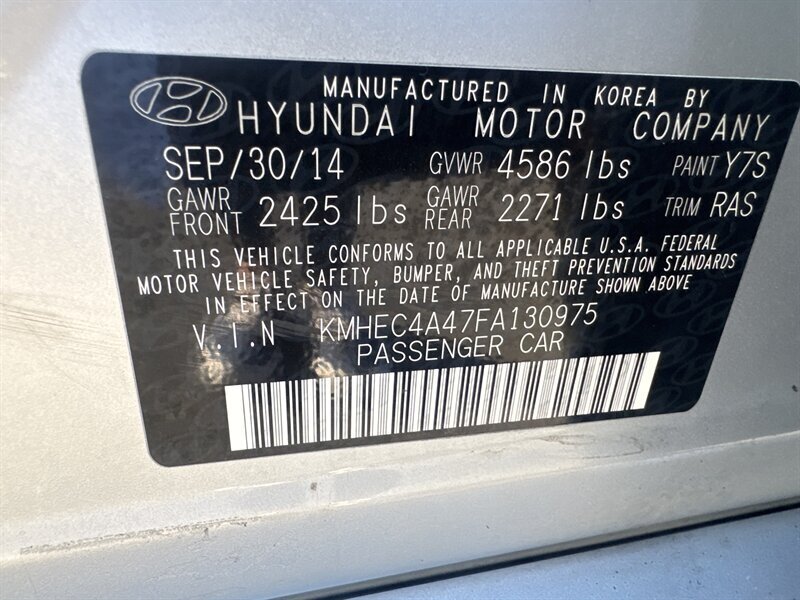 MANUFACTURED IN KOREA BY
HYUNDAI MOTOR COMPANY
SEP/30/14 GVWR 4586 lbs PAINT Y7S
GAWR FRONT 2425 lbs GAWR REAR 2271 lbs TRIM RAS
THIS VEHICLE CONFORMS TO ALL APPLICABLE U.S.A. FEDERAL
MOTOR VEHICLE SAFETY, BUMPER, AND THEFT PREVENTION STANDARDS
IN EFFECT ON THE DATE OF MANUFACTURE SHOWN ABOVE
V.I.N KMHEC4A47FA130975
PASSENGER CAR